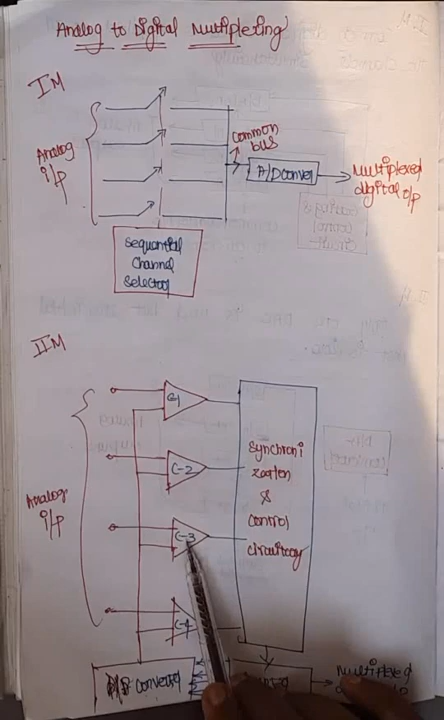 Analog to Digital Multiplexing
I M
Analog
i/p
common
bus
A/D conver
Multiplexed
digital o/p
Sequential
Channel
Selector
II M
Analog
i/p
C-1
C-2
C-3
C-4
Synchroni
zation
&
control
circuitry
converted
Multiplexed